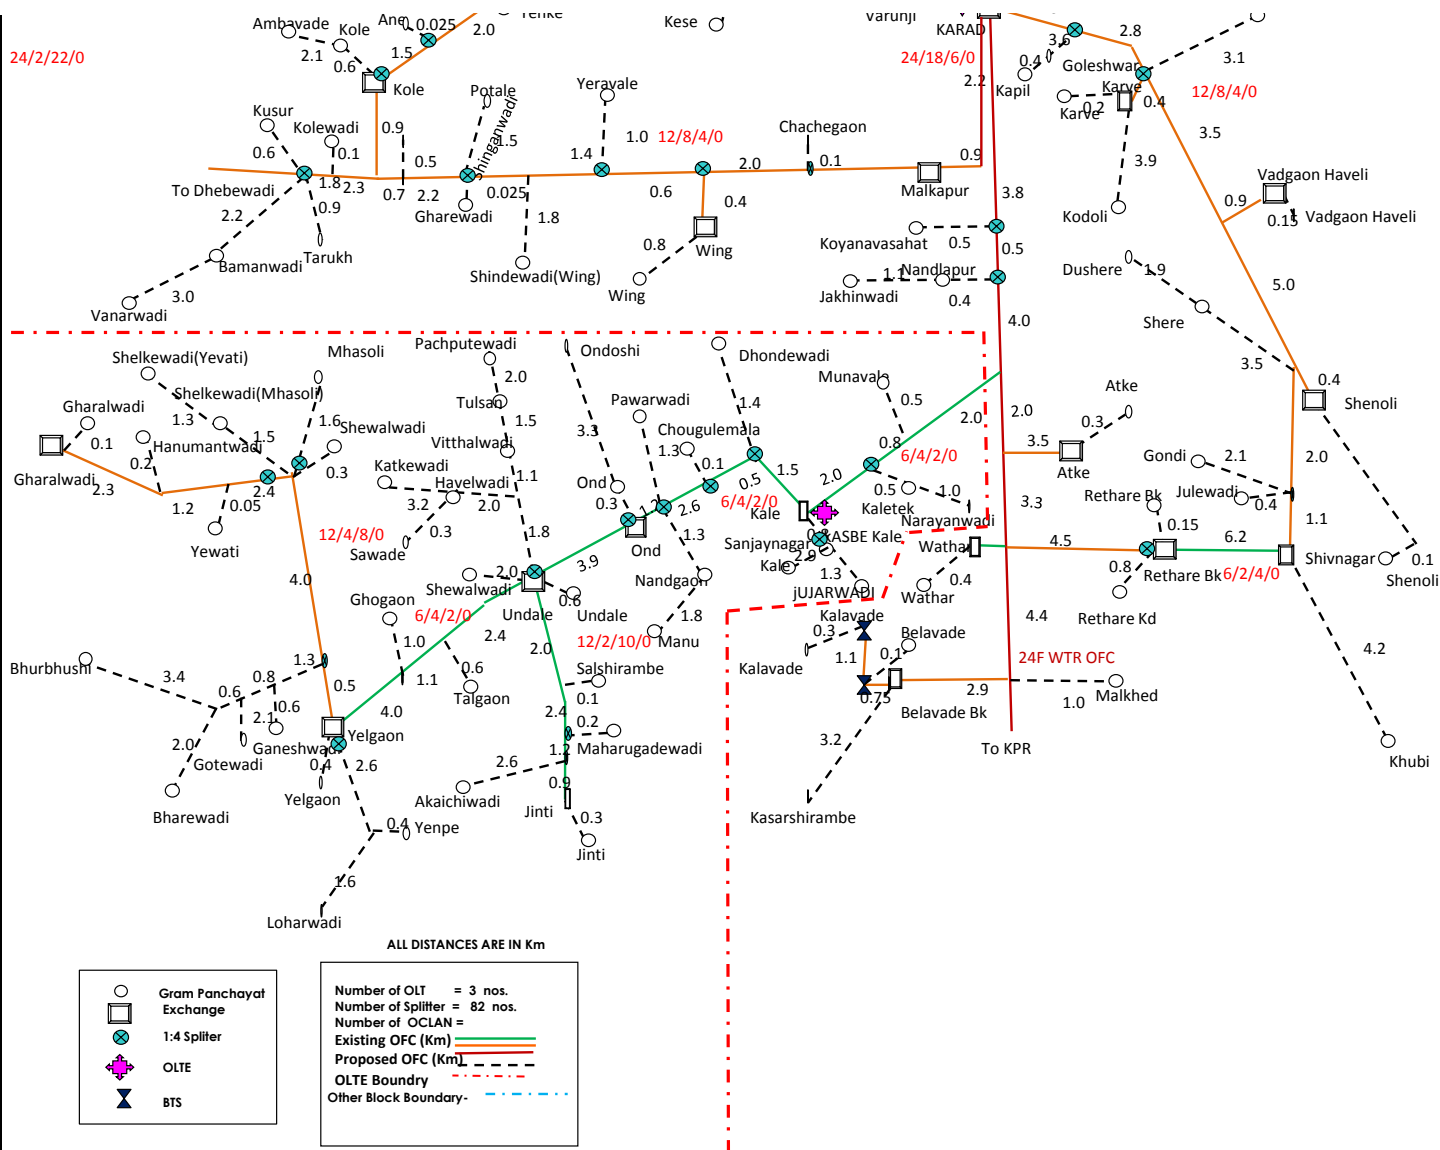 Ambavade
Kole
Ane
0.025
Tenke
2.0
2.1
0.6
1.5
Kese
Varunji
KARAD
3.6
2.8
3.1
24/2/22/0
24/18/6/0
2.2
0.4
Kapil
Goleshwar
Karve
Karve
0.2
0.4
12/8/4/0
Kole
Potale
Yeravale
Kusur
Kolewadi
0.9
Shinganwadi
1.5
1.0
12/8/4/0
Chachegaon
3.5
0.6
0.1
0.5
1.4
2.0
0.1
0.9
3.9
To Dhebewadi
1.8
2.3
0.7
2.2
0.025
0.6
Malkapur
3.8
Vadgaon Haveli
2.2
0.9
Gharewadi
1.8
0.4
Kodoli
0.9
0.15
Vadgaon Haveli
Bamanwadi
Tarukh
0.8
Wing
Koyanavasahat
0.5
0.5
3.0
Shindewadi(Wing)
Wing
1.1
Nandlapur
Dushere
1.9
5.0
Vanarwadi
Jakhinwadi
0.4
4.0
Shere
Shelkewadi(Yevati)
Mhasoli
Pachputewadi
Ondoshi
Dhondewadi
3.5
0.4
Shelkewadi(Mhasoli)
2.0
Munavala
Atke
Shenoli
Gharalwadi
1.3
1.6
Tulsan
Pawarwadi
1.4
0.5
2.0
2.0
0.3
0.1
Hanumantwadi
1.5
Shewalwadi
1.5
3.3
Chougulemala
0.8
3.5
Vitthalwadi
1.3
6/4/2/0
Atke
Gondi
2.1
2.0
Gharalwadi
0.2
0.3
Katkewadi
1.1
0.1
1.5
2.0
2.3
2.4
Havelwadi
Ond
0.5
0.5
1.0
Rethare Bk
Julewadi
0.4
1.2
0.05
3.2
2.0
0.3
1.2
2.6
6/4/2/0
Kale
Kaletek
Narayanwadi
3.3
1.1
Yewati
12/4/8/0
0.3
1.8
Ond
1.3
Sanjaynagar
KASBE Kale
Wathar
4.5
0.15
6.2
Sawade
3.9
2.9
Kale
0.8
Rethare Bk
6/2/4/0
Shivnagar
0.1
Shenoli
4.0
Shewalwadi
2.0
Nandgaon
1.3
0.4
Ghogaon
Undale
0.6
Undale
jUJARWADI
Wathar
Rethare Kd
6/4/2/0
2.4
1.8
Kalavade
4.4
1.0
2.0
12/2/10/0
Manu
0.3
Belavade
4.2
Bhurbhushi
1.3
0.6
Salshirambe
Kalavade
1.1
0.1
24F WTR OFC
3.4
0.8
0.5
1.1
Talgaon
0.1
0.75
2.9
1.0
Malkhed
0.6
0.6
4.0
2.4
0.2
Belavade Bk
2.1
Yelgaon
Maharugadewadi
3.2
To KPR
2.0
Ganeshwadi
1.2
Gotewadi
0.4
2.6
2.6
0.9
Khubi
Yelgaon
Akaichiwadi
Jinti
0.3
Bharewadi
0.4
Yenpe
Kasarshirambe
Jinti
1.6
Loharwadi
ALL DISTANCES ARE IN Km
Gram Panchayat
Exchange
1:4 Spliter
OLTE
BTS
Number of OLT = 3 nos.
Number of Splitter = 82 nos.
Number of OCLAN =
Existing OFC (Km)
Proposed OFC (Km)
OLTE Boundry
Other Block Boundary-